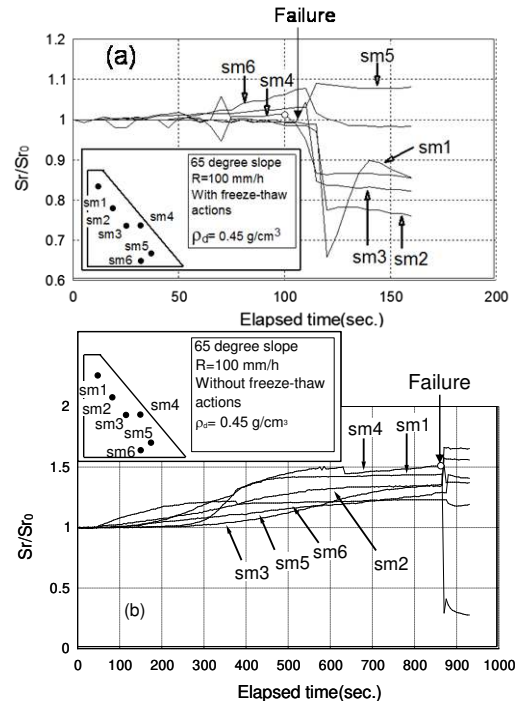 Failure
(a)
sm5
sm6
sm4
sm1
sm3
sm2
1.2
1.1
1
0.9
0.8
0.7
0.6
Sr/Sr0
65 degree slope
R=100 mm/h
With freeze-thaw
actions
ρd= 0.45 g/cm3
sm1
sm2
sm3
sm4
sm5
sm6
0
50
100
150
200
Elapsed time(sec.)
65 degree slope
R=100 mm/h
Without freeze-thaw
actions
ρd= 0.45 g/cm3
sm1
sm2
sm3
sm4
sm5
sm6
Failure
sm4
sm1
sm2
sm6
sm5
sm3
2
1.5
1
0.5
0
Sr/Sr0
(b)
0 100 200 300 400 500 600 700 800 900 1000
Elapsed time(sec.)